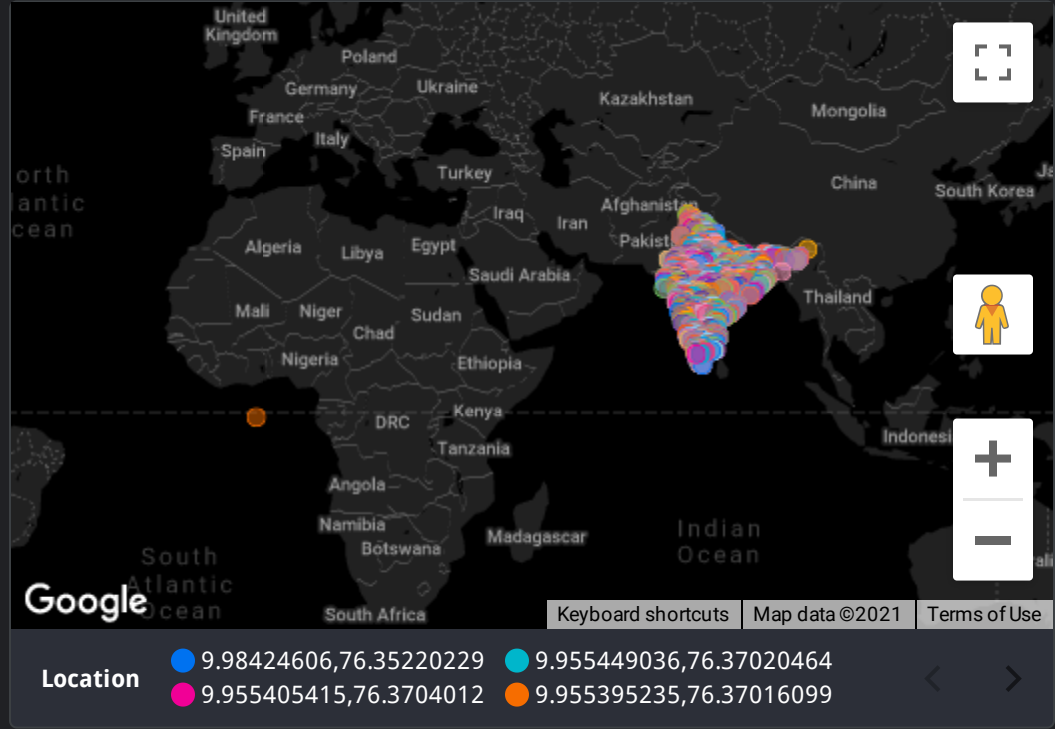 United
Kingdom
Poland
Germany
Ukraine
Kazakhstan
Mongolia
France
Italy
Spain
Turkey
China
South Korea
Ja
orth
lantic
cean
Afghanistan
Iraq
Iran
Pakist
Algeria
Libya
Egypt
Saudi Arabia
Thailand
Mali
Niger
Sudan
Chad
Nigeria
Ethiopia
DRC
Kenya
Indonesi
Tanzania
Angola
Namibia
Botswana
Madagascar
Indian
Ocean
ali
South
Atlantic
Ocean
South Africa
Google
Keyboard shortcuts
Map data ©2021
Terms of Use
Location
9.98424606,76.35220229
9.955449036,76.37020464
9.955405415,76.3704012
9.955395235,76.37016099